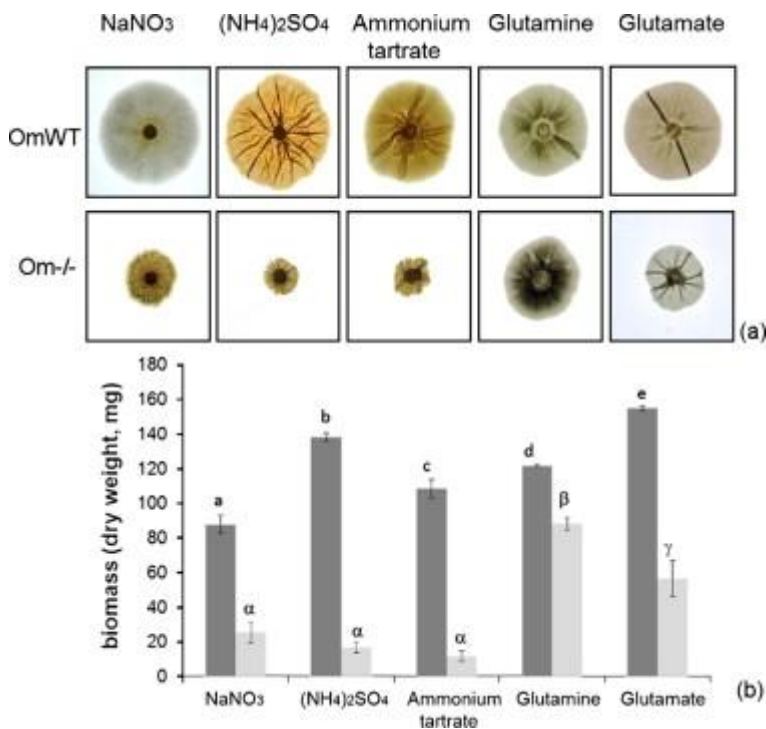 NaNO3 (NH4)2SO4 Ammonium tartrate Glutamine Glutamate
OmWT
Om-/-
(a)
180
160
140
120
100
80
60
40
20
0
biomass (dry weight, mg)
a
α
b
α
c
α
d
β
e
γ
NaNO3 (NH4)2SO4 Ammonium tartrate Glutamine Glutamate
(b)